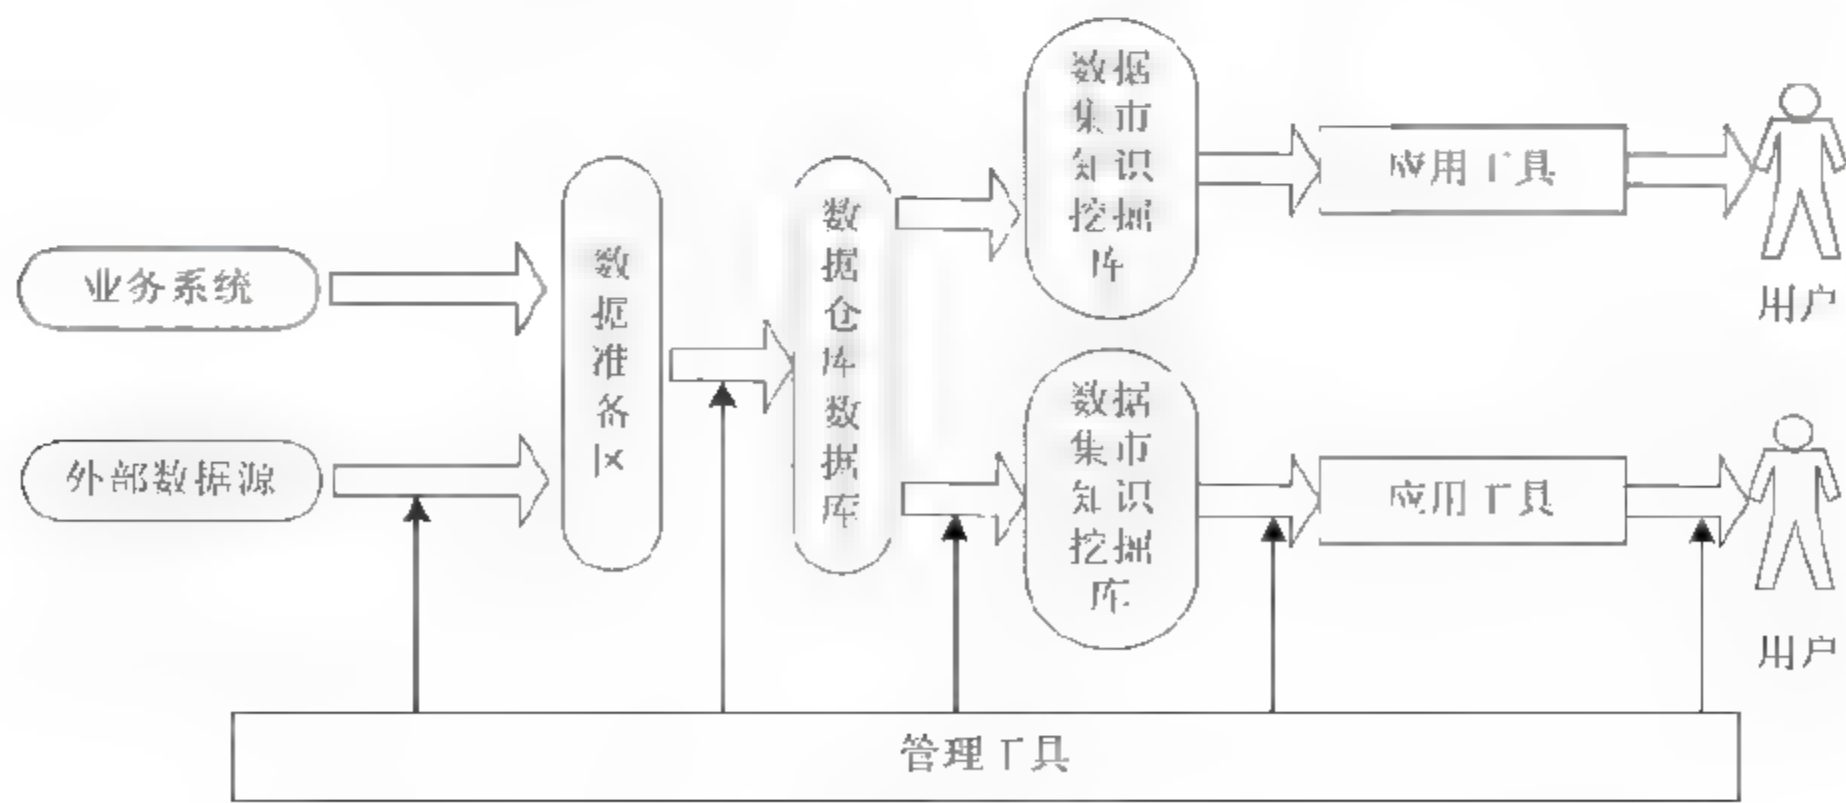 业务系统
外部数据源
数
据
准
备
区
数
据
仓
库
数
据
库
数据
集市
知识
挖掘
库
应用工具
用户
数据
集市
知识
挖掘
库
应用工具
用户
管理工具